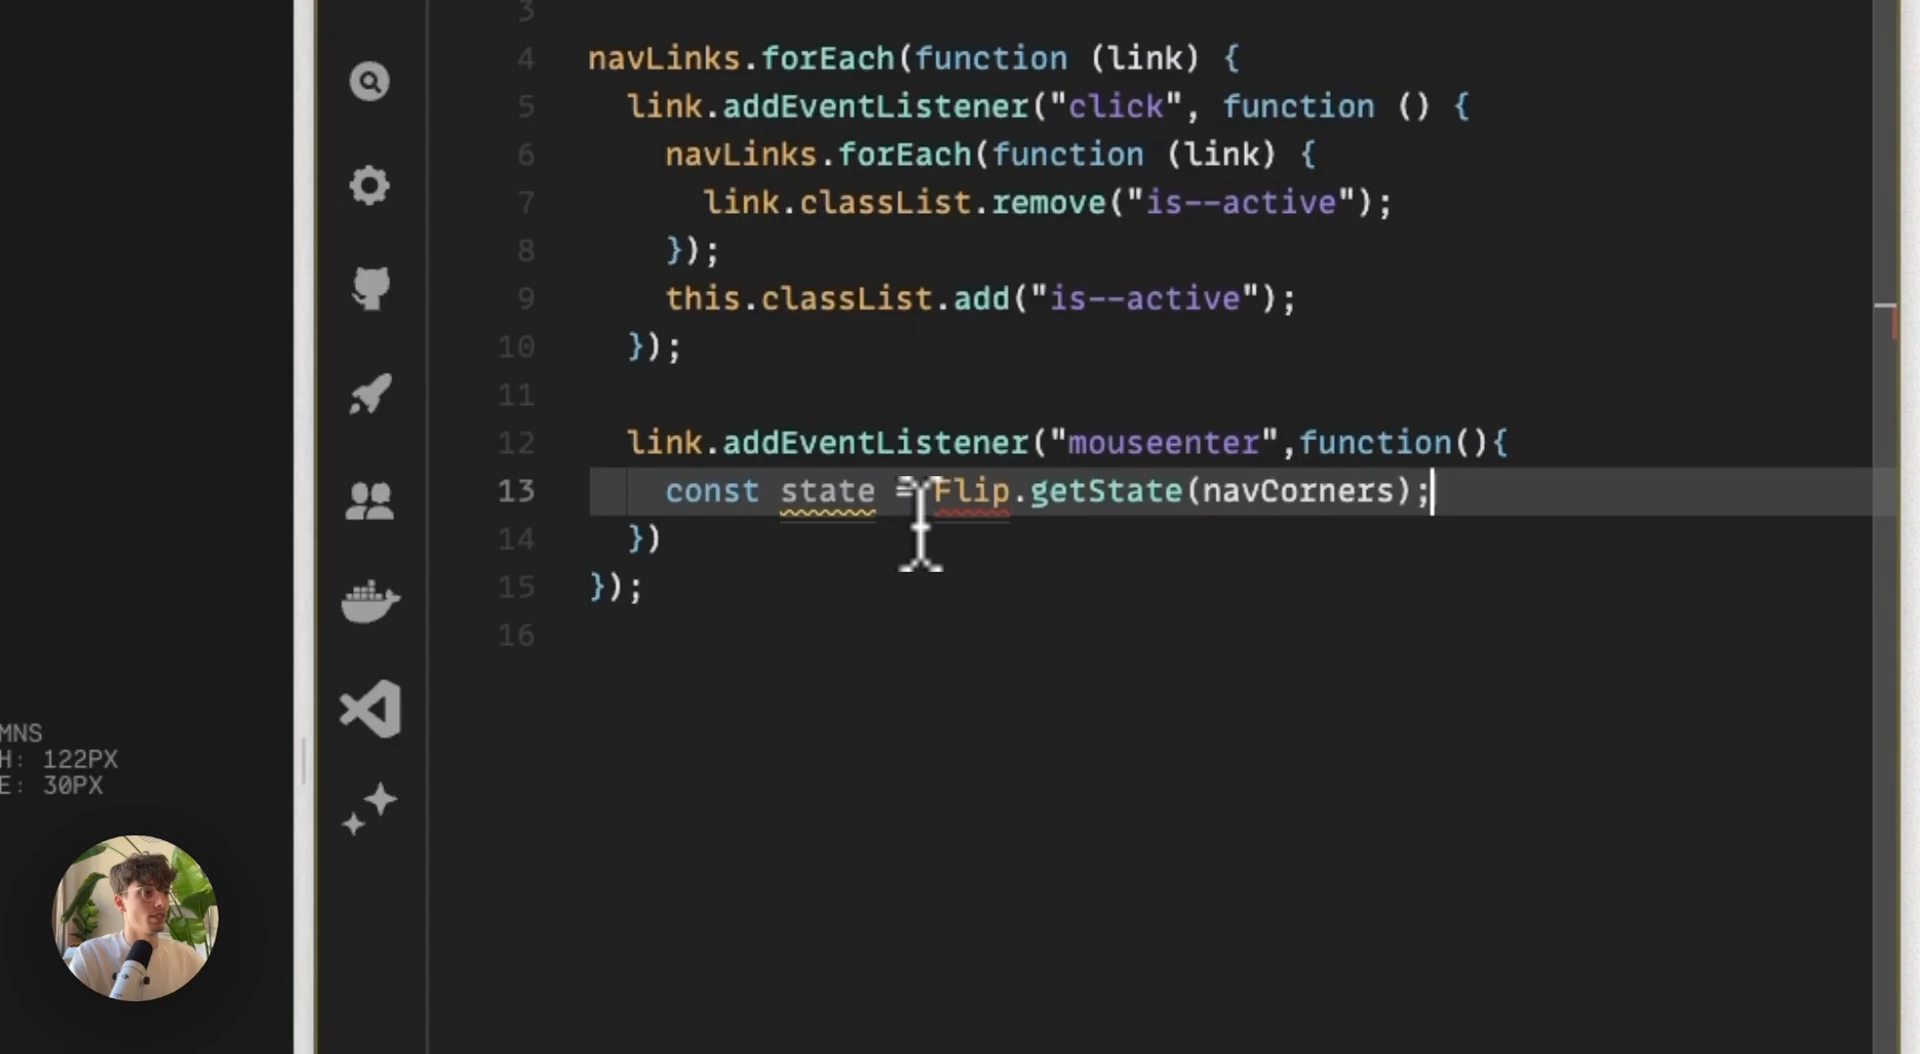 3
4 navLinks.forEach(function (link) {
5 link.addEventListener("click", function () {
6 navLinks.forEach(function (link) {
7 link.classList.remove("is--active");
8 });
9 this.classList.add("is--active");
10 });
11
12 link.addEventListener("mouseenter",function(){
13 const state = Flip.getState(navCorners);
14 })
15 });
16
MNS
H: 122PX
E: 30PX